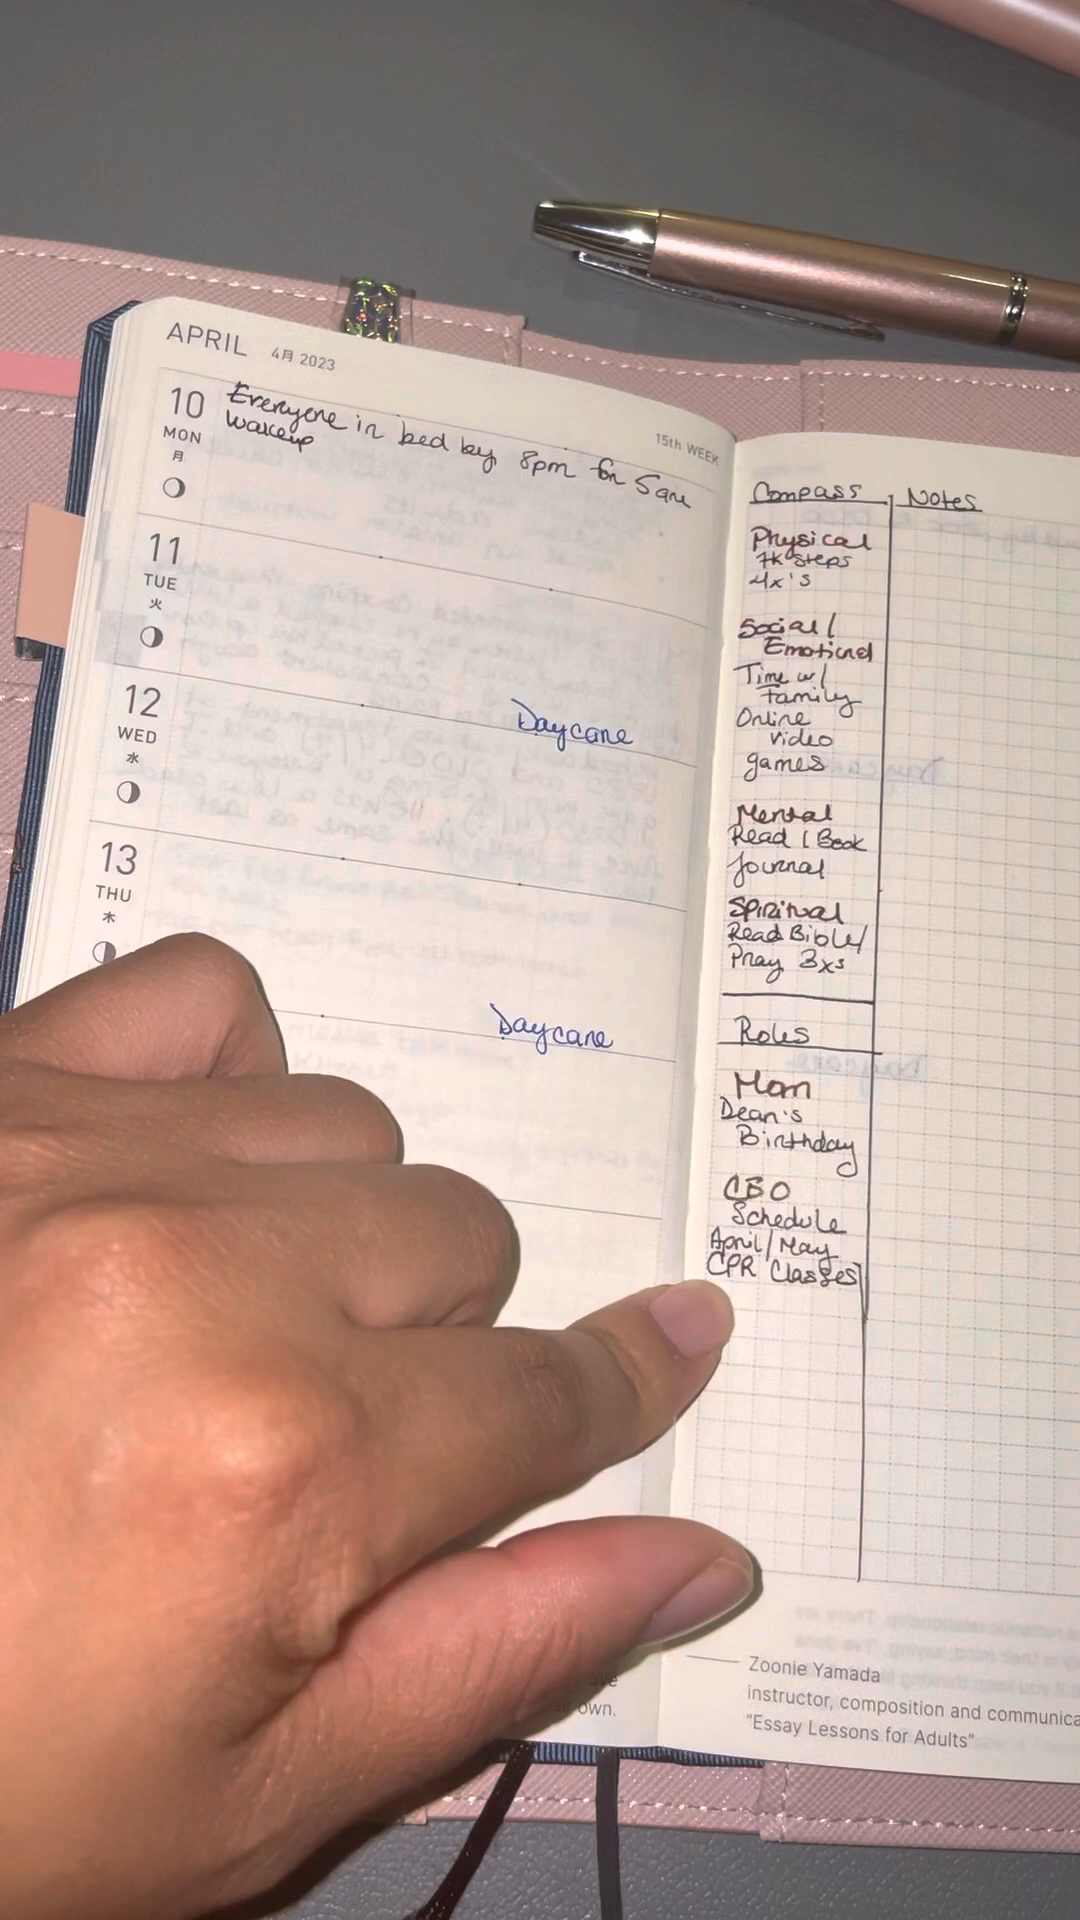 APRIL 4月 2023
15th WEEK
10
MON
月
Everyone in bed by 8pm for 5am
wakeup
11
TUE
火
12
WED
水
Daycare
13
THU
木
Daycare
own.
Compass
Physical
7k steps
4x's
Social/
Emotional
Time w/
Family
Online
video
games
Mental
Read 1 Book
Journal
Spiritual
Read Bible/
Pray 3xs
Roles
Mom
Dean's
Birthday
CEO
Schedule
April/May
CPR Classes
Notes
Zoonie Yamada
instructor, composition and communica
"Essay Lessons for Adults"